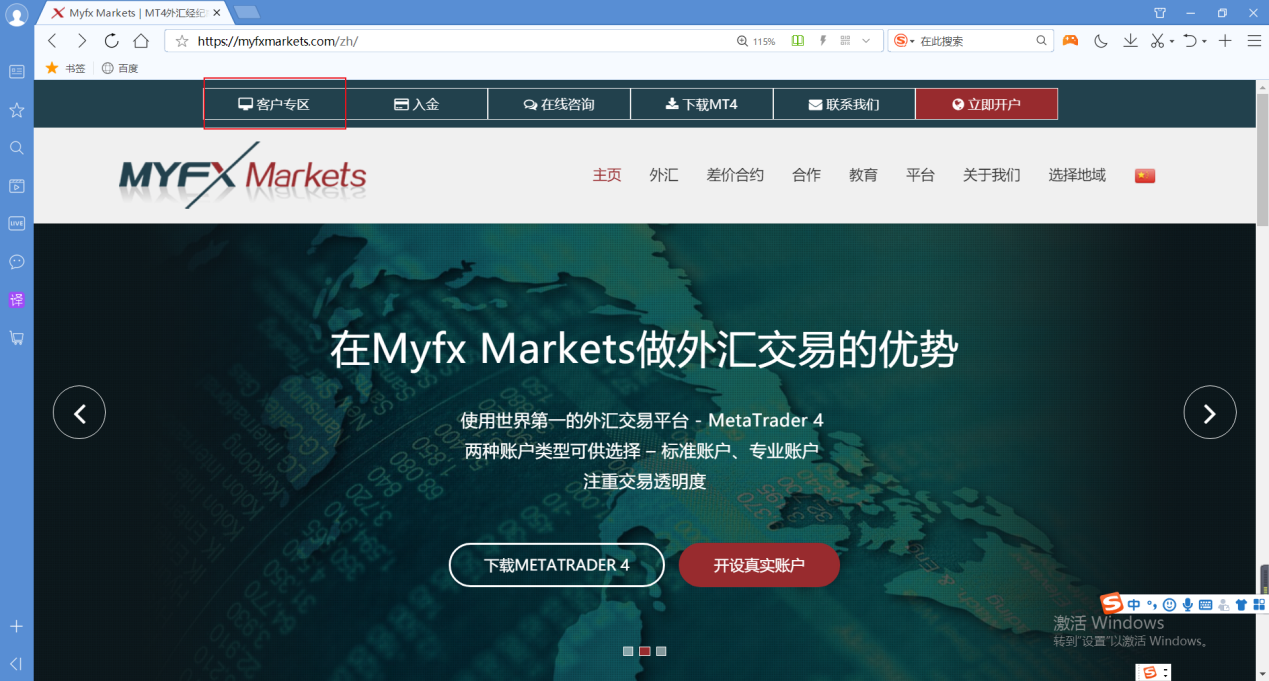 Myfx Markets | MT4外汇经纪
https://myfxmarkets.com/zh/
115%
在此搜索
书签
百度
客户专区
入金
在线咨询
下载MT4
联系我们
立即开户
MYFX Markets
主页
外汇
差价合约
合作
教育
平台
关于我们
选择地域
LIVE
译
在Myfx Markets做外汇交易的优势
使用世界第一的外汇交易平台 - MetaTrader 4
两种账户类型可供选择 – 标准账户、专业账户
注重交易透明度
下载METATRADER 4
开设真实账户
中
激活 Windows
转到"设置"以激活 Windows。